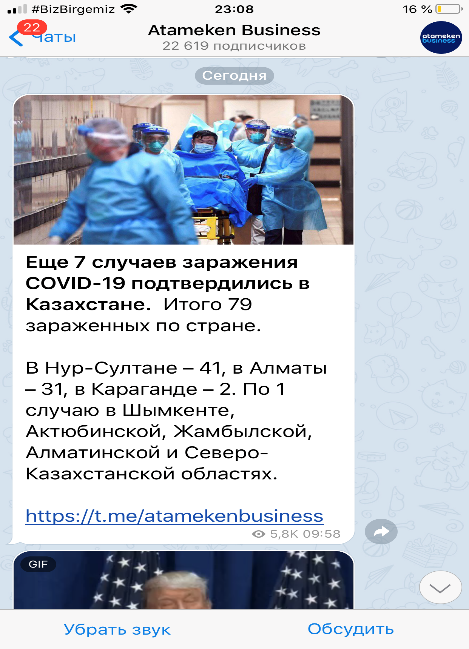 #BizBirgemiz 23:08 16 %
22
Чаты
Atameken Business
22 619 подписчиков
atameken
business
Сегодня
Еще 7 случаев заражения
COVID-19 подтвердились в
Казахстане. Итого 79
зараженных по стране.
В Нур-Султане – 41, в Алматы
– 31, в Караганде – 2. По 1
случаю в Шымкенте,
Актюбинской, Жамбылской,
Алматинской и Северо-
Казахстанской областях.
https://t.me/atamekenbusiness
5,8K 09:58
GIF
Убрать звук
Обсудить